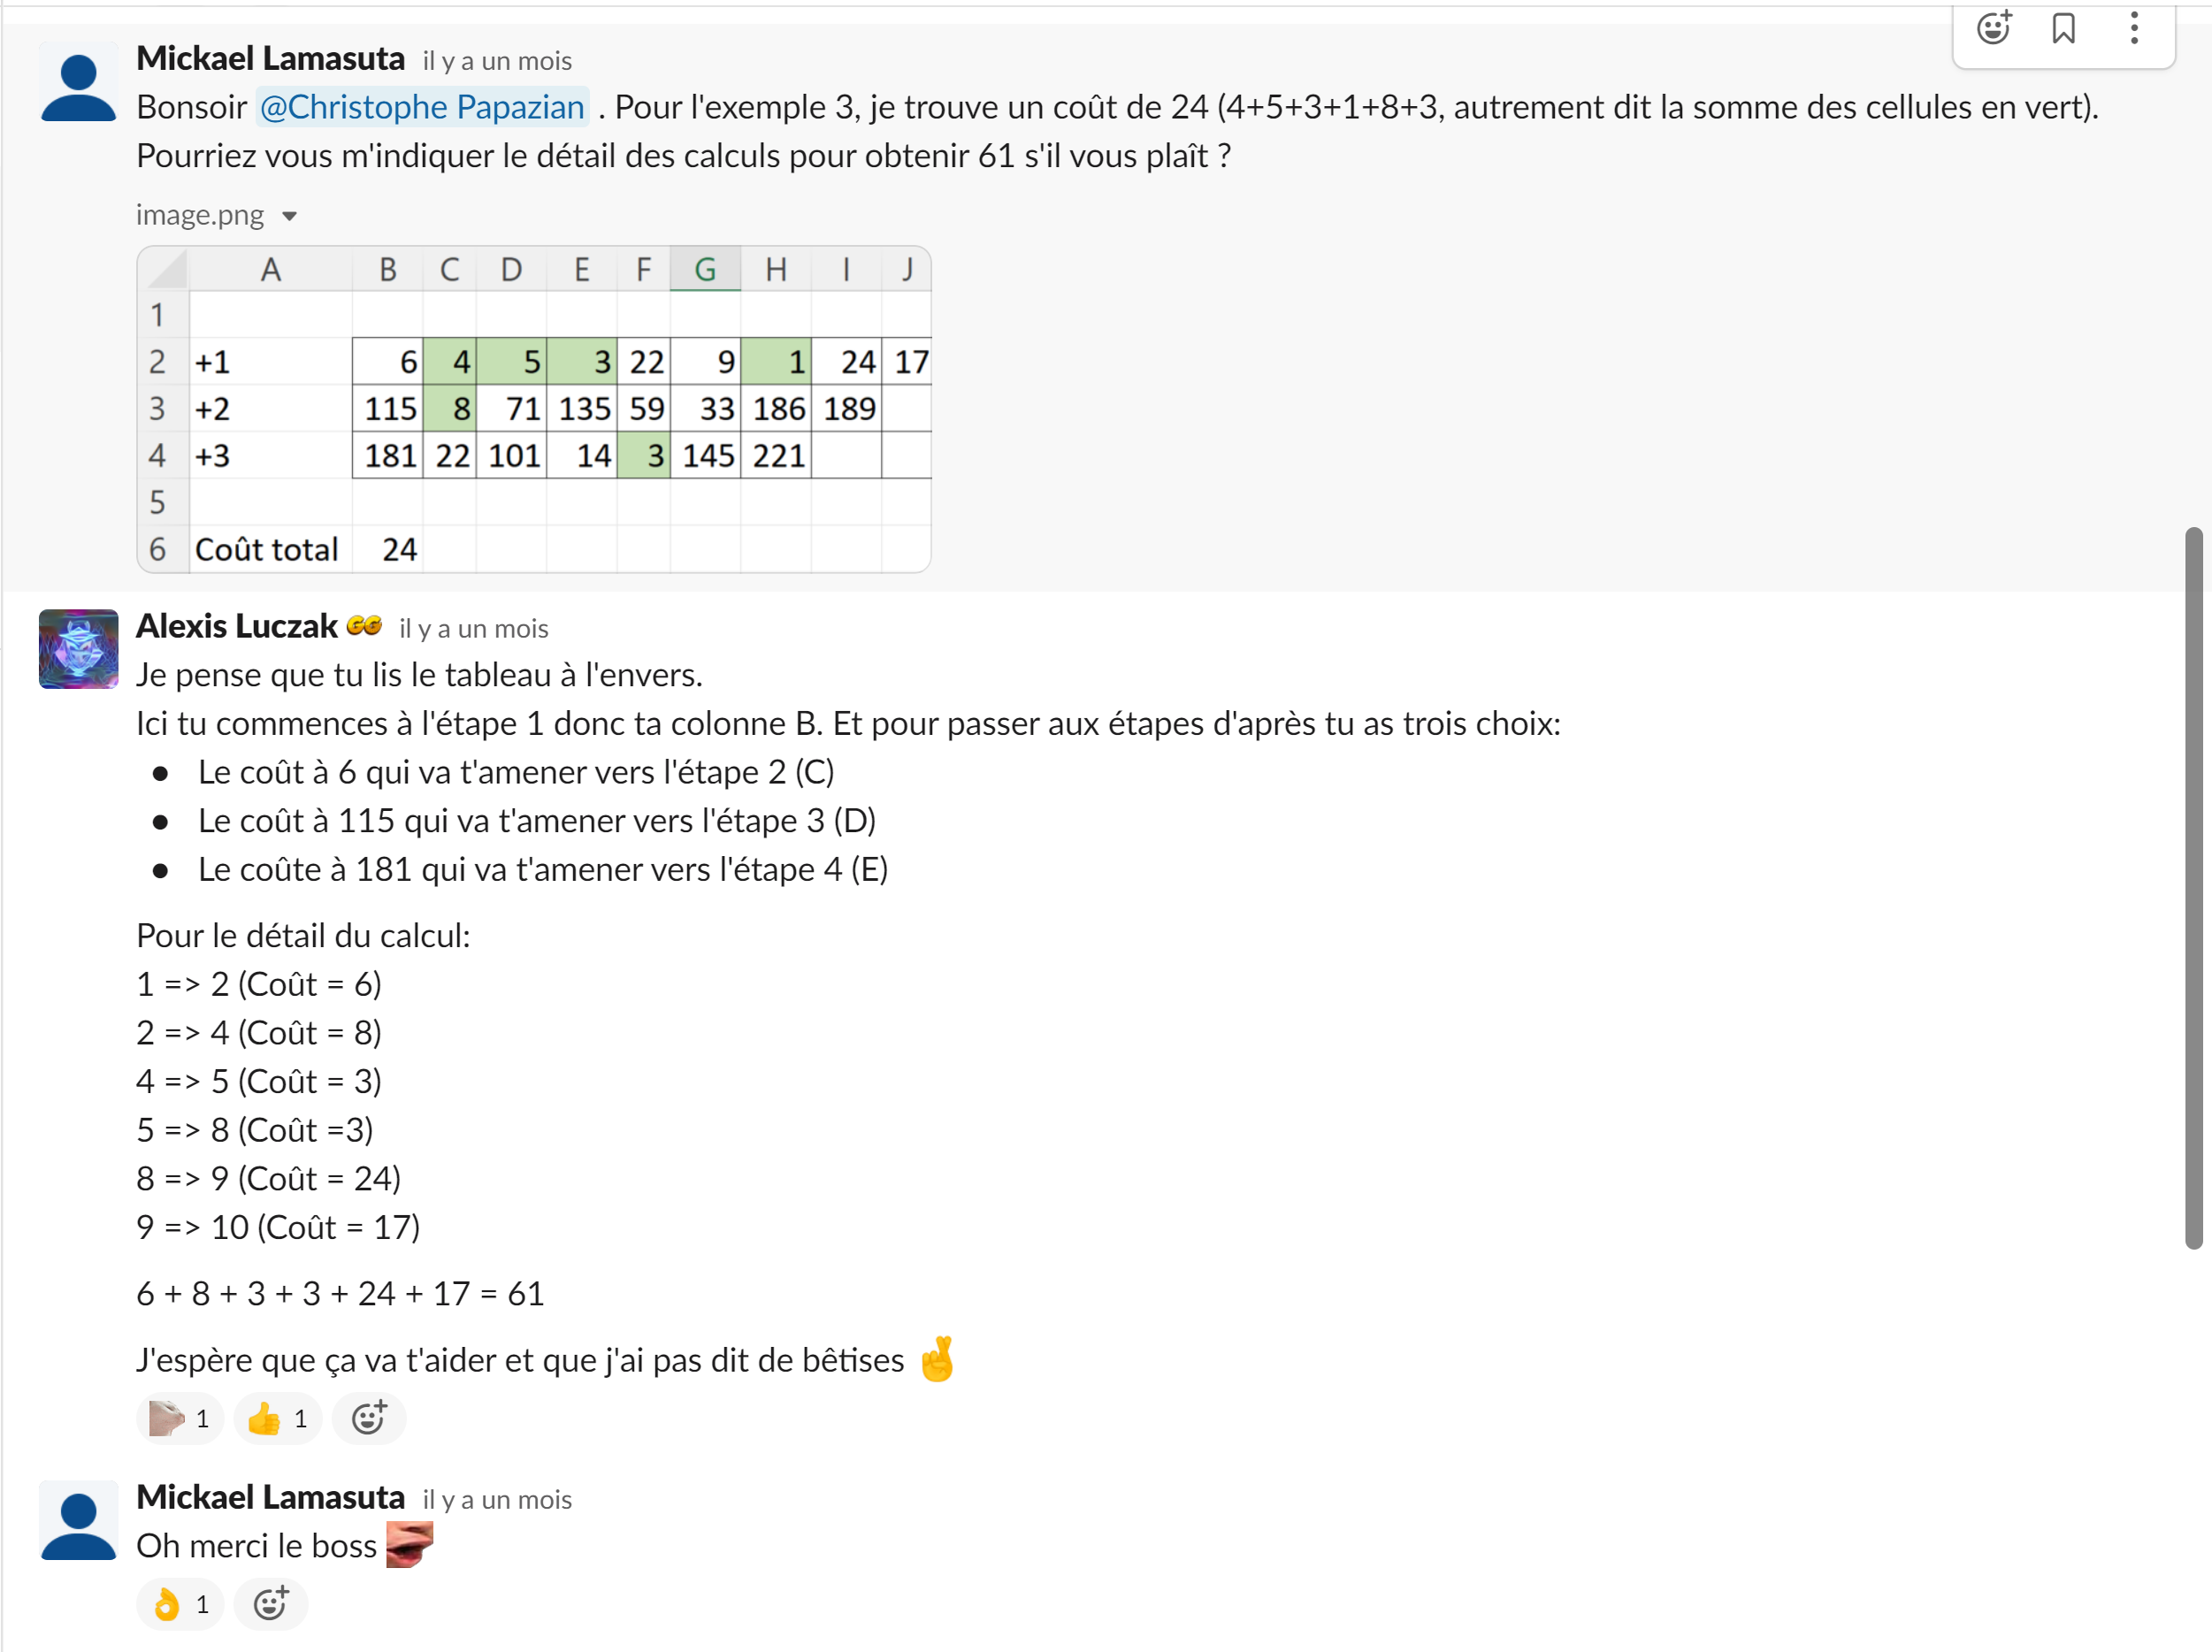 Mickael Lamasuta il y a un mois
Bonsoir @Christophe Papazian . Pour l'exemple 3, je trouve un coût de 24 (4+5+3+1+8+3, autrement dit la somme des cellules en vert).
Pourriez vous m'indiquer le détail des calculs pour obtenir 61 s'il vous plaît ?
image.png
A B C D E F G H I J
1
2 +1 6 4 5 3 22 9 1 24 17
3 +2 115 8 71 135 59 33 186 189
4 +3 181 22 101 14 3 145 221
5
6 Coût total 24
Alexis Luczak GG il y a un mois
Je pense que tu lis le tableau à l'envers.
Ici tu commences à l'étape 1 donc ta colonne B. Et pour passer aux étapes d'après tu as trois choix:
● Le coût à 6 qui va t'amener vers l'étape 2 (C)
● Le coût à 115 qui va t'amener vers l'étape 3 (D)
● Le coûte à 181 qui va t'amener vers l'étape 4 (E)
Pour le détail du calcul:
1 => 2 (Coût = 6)
2 => 4 (Coût = 8)
4 => 5 (Coût = 3)
5 => 8 (Coût =3)
8 => 9 (Coût = 24)
9 => 10 (Coût = 17)
6 + 8 + 3 + 3 + 24 + 17 = 61
J'espère que ça va t'aider et que j'ai pas dit de bêtises 🤞
1 👍 1
Mickael Lamasuta il y a un mois
Oh merci le boss
👌 1